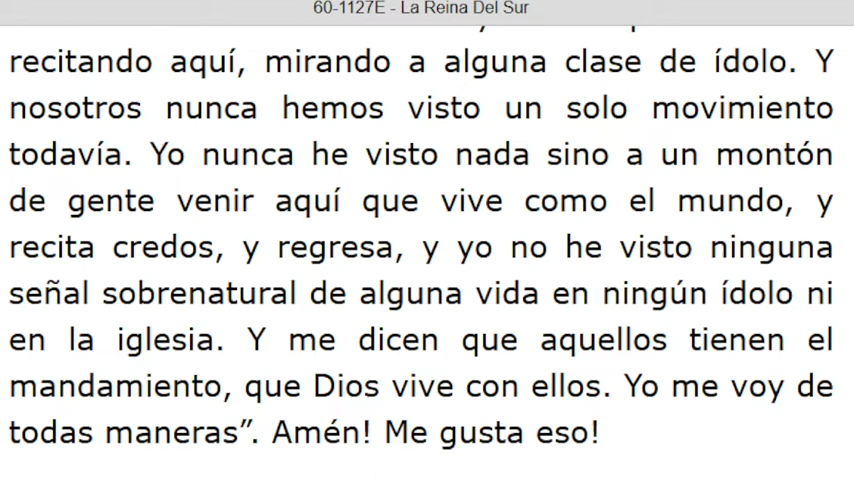 60-1127E - La Reina Del Sur
recitando aquí, mirando a alguna clase de ídolo. Y
nosotros nunca hemos visto un solo movimiento
todavía. Yo nunca he visto nada sino a un montón
de gente venir aquí que vive como el mundo, y
recita credos, y regresa, y yo no he visto ninguna
señal sobrenatural de alguna vida en ningún ídolo ni
en la iglesia. Y me dicen que aquellos tienen el
mandamiento, que Dios vive con ellos. Yo me voy de
todas maneras”. Amén! Me gusta eso!